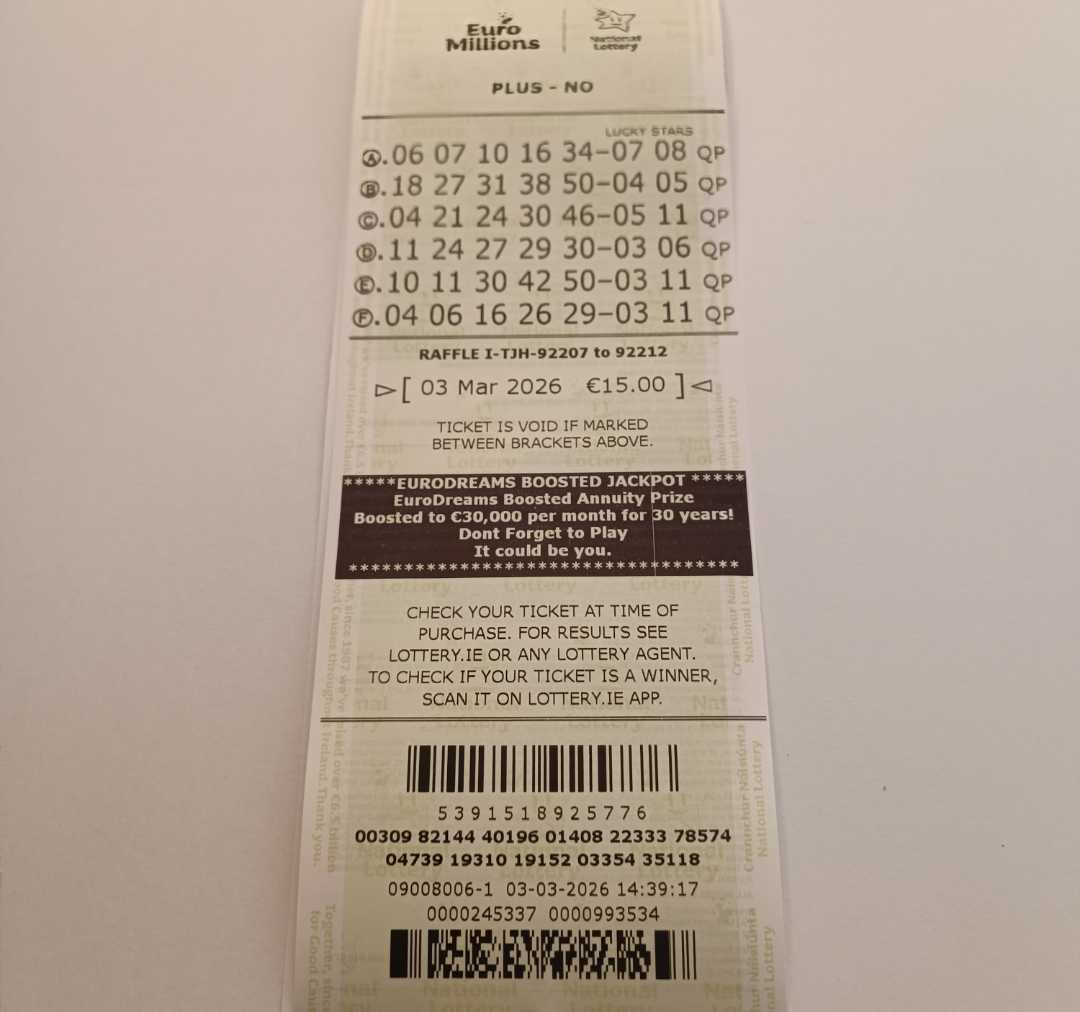 Euro
Millions
National
Lottery
PLUS - NO
LUCKY STARS
A. 06 07 10 16 34-07 08 QP
B. 18 27 31 38 50-04 05 QP
C. 04 21 24 30 46-05 11 QP
D. 11 24 27 29 30-03 06 QP
E. 10 11 30 42 50-03 11 QP
F. 04 06 16 26 29-03 11 QP
RAFFLE I-TJH-92207 to 92212
[ 03 Mar 2026 €15.00 ]
TICKET IS VOID IF MARKED
BETWEEN BRACKETS ABOVE.
*****EURODREAMS BOOSTED JACKPOT *****
EuroDreams Boosted Annuity Prize
Boosted to €30,000 per month for 30 years!
Dont Forget to Play
It could be you.
************************************
CHECK YOUR TICKET AT TIME OF
PURCHASE. FOR RESULTS SEE
LOTTERY.IE OR ANY LOTTERY AGENT.
TO CHECK IF YOUR TICKET IS A WINNER,
SCAN IT ON LOTTERY.IE APP.
5391518925776
00309 82144 40196 01408 22333 78574
04739 19310 19152 03354 35118
09008006-1 03-03-2026 14:39:17
0000245337 0000993534
Crannchur Náisiúnta
National Lottery